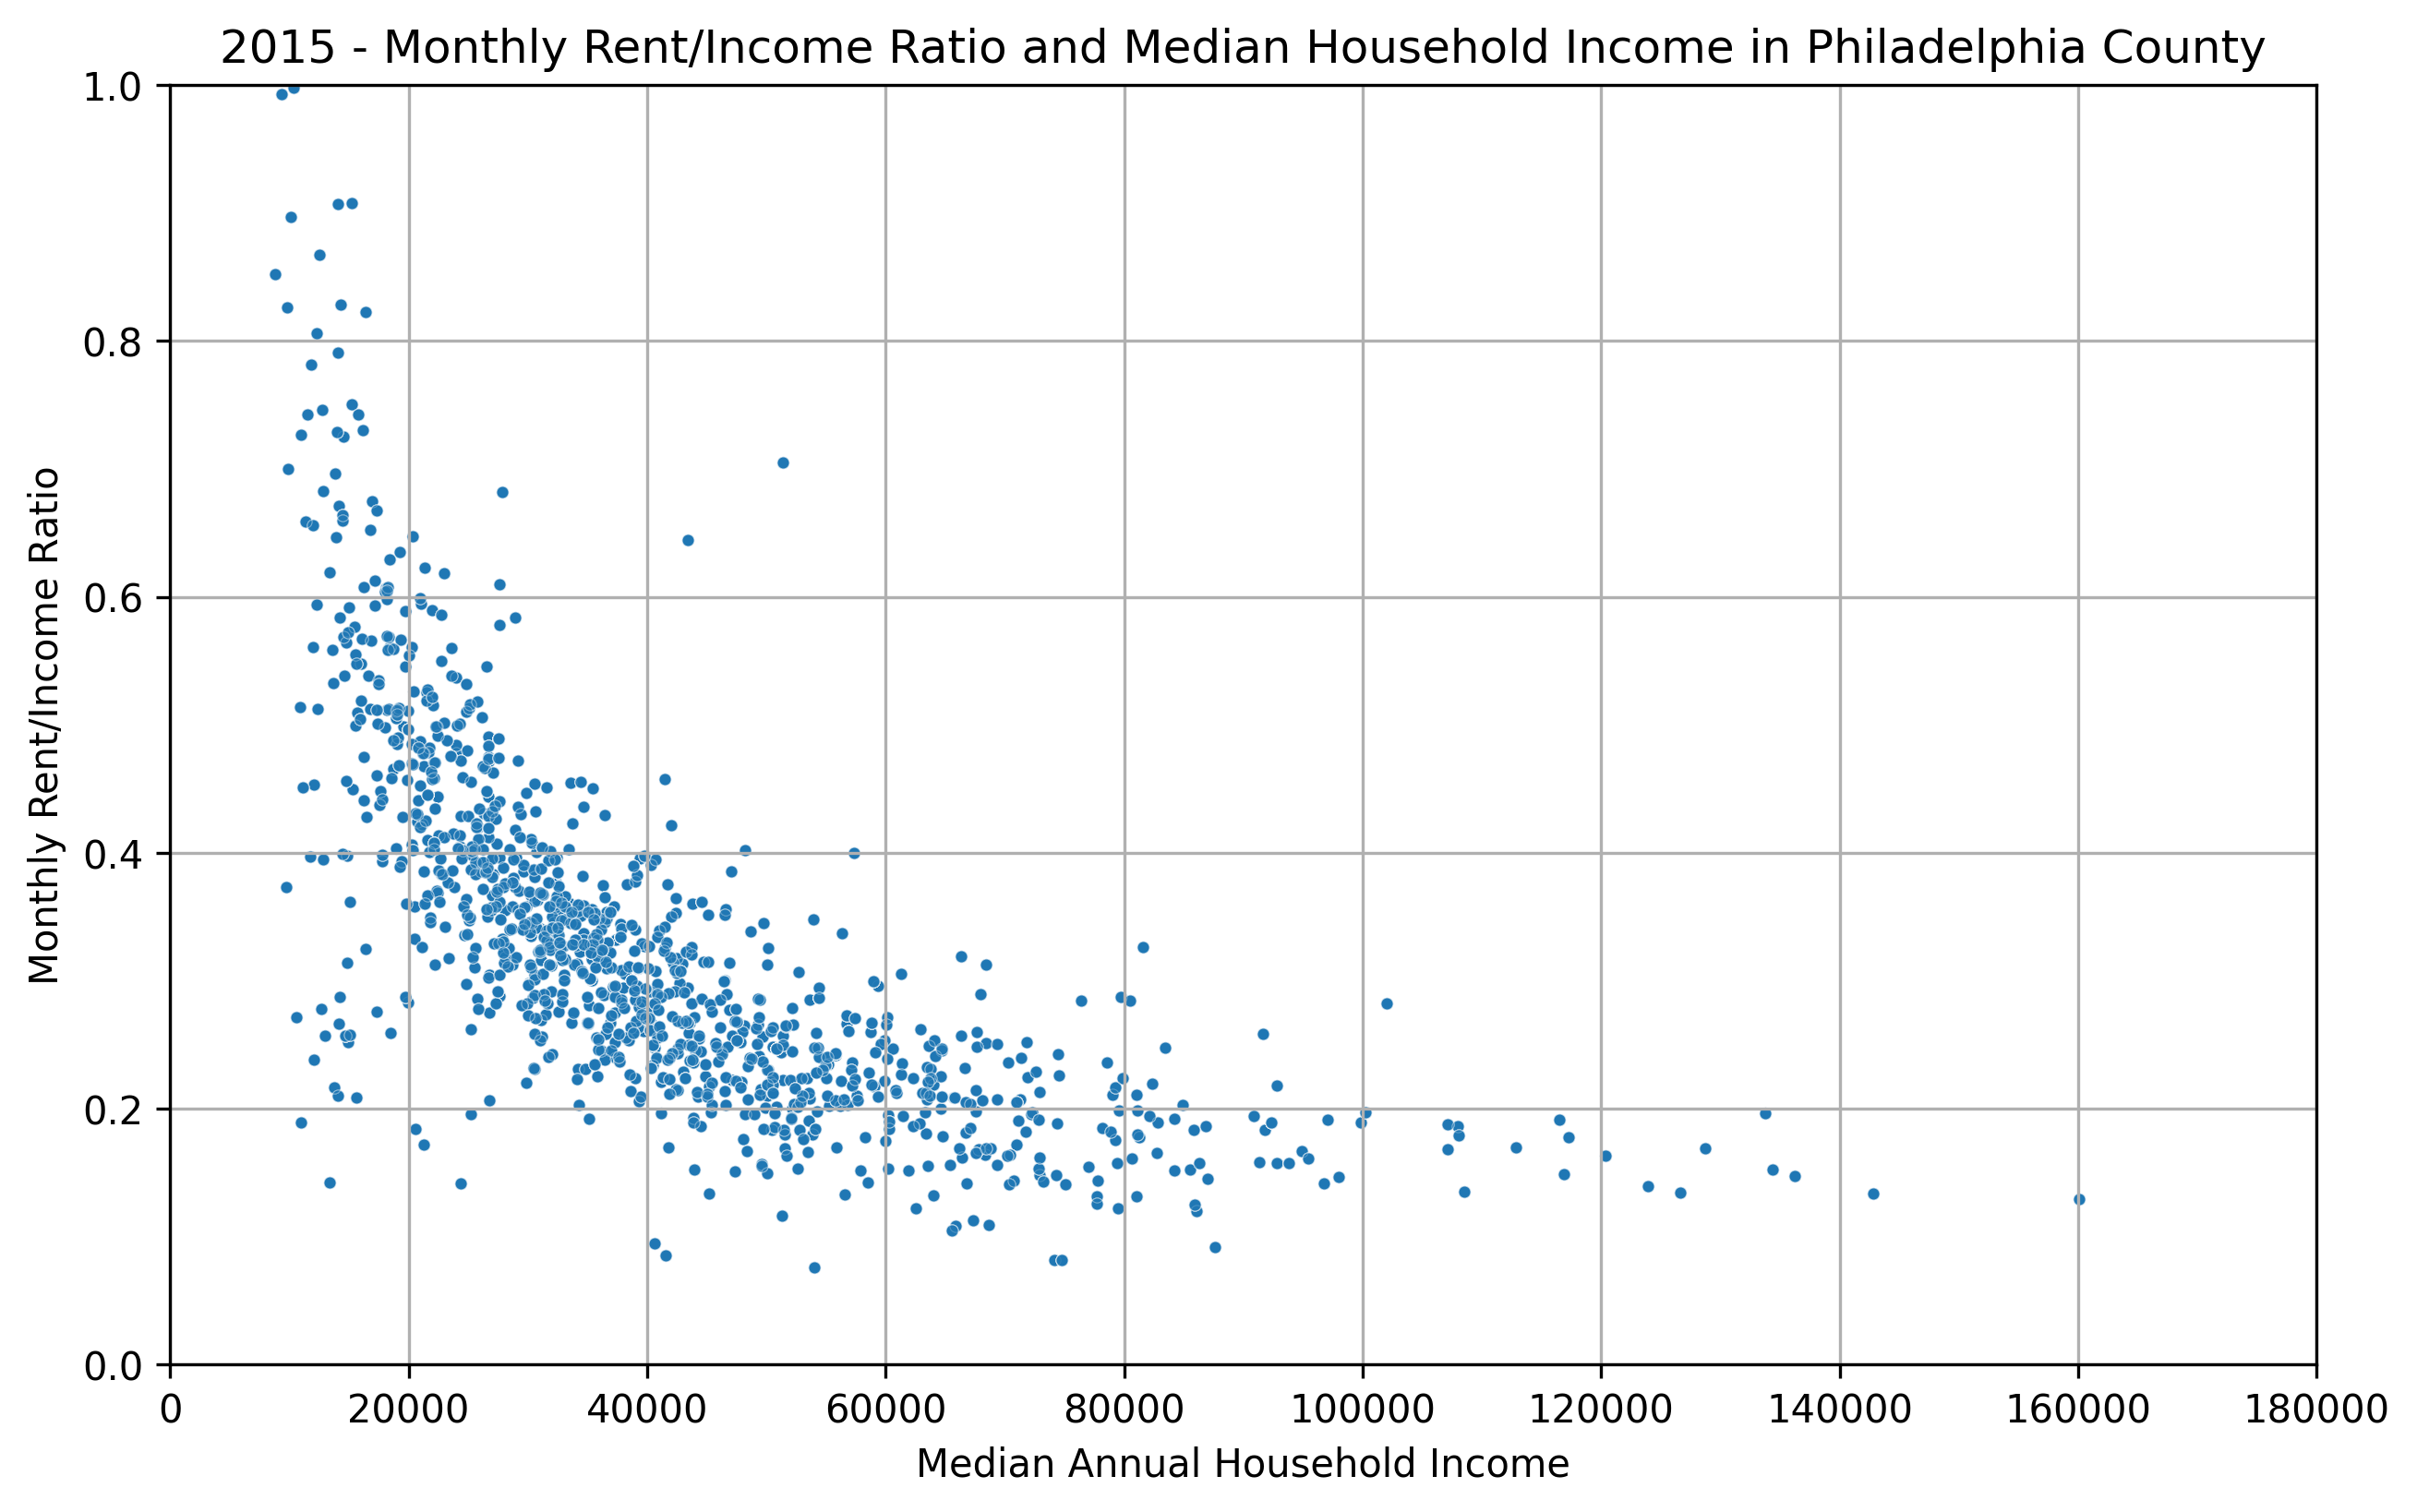 2015 - Monthly Rent/Income Ratio and Median Household Income in Philadelphia County
1.0
0.8
0.6
0.4
0.2
0.0
Monthly Rent/Income Ratio
0 20000 40000 60000 80000 100000 120000 140000 160000 180000
Median Annual Household Income